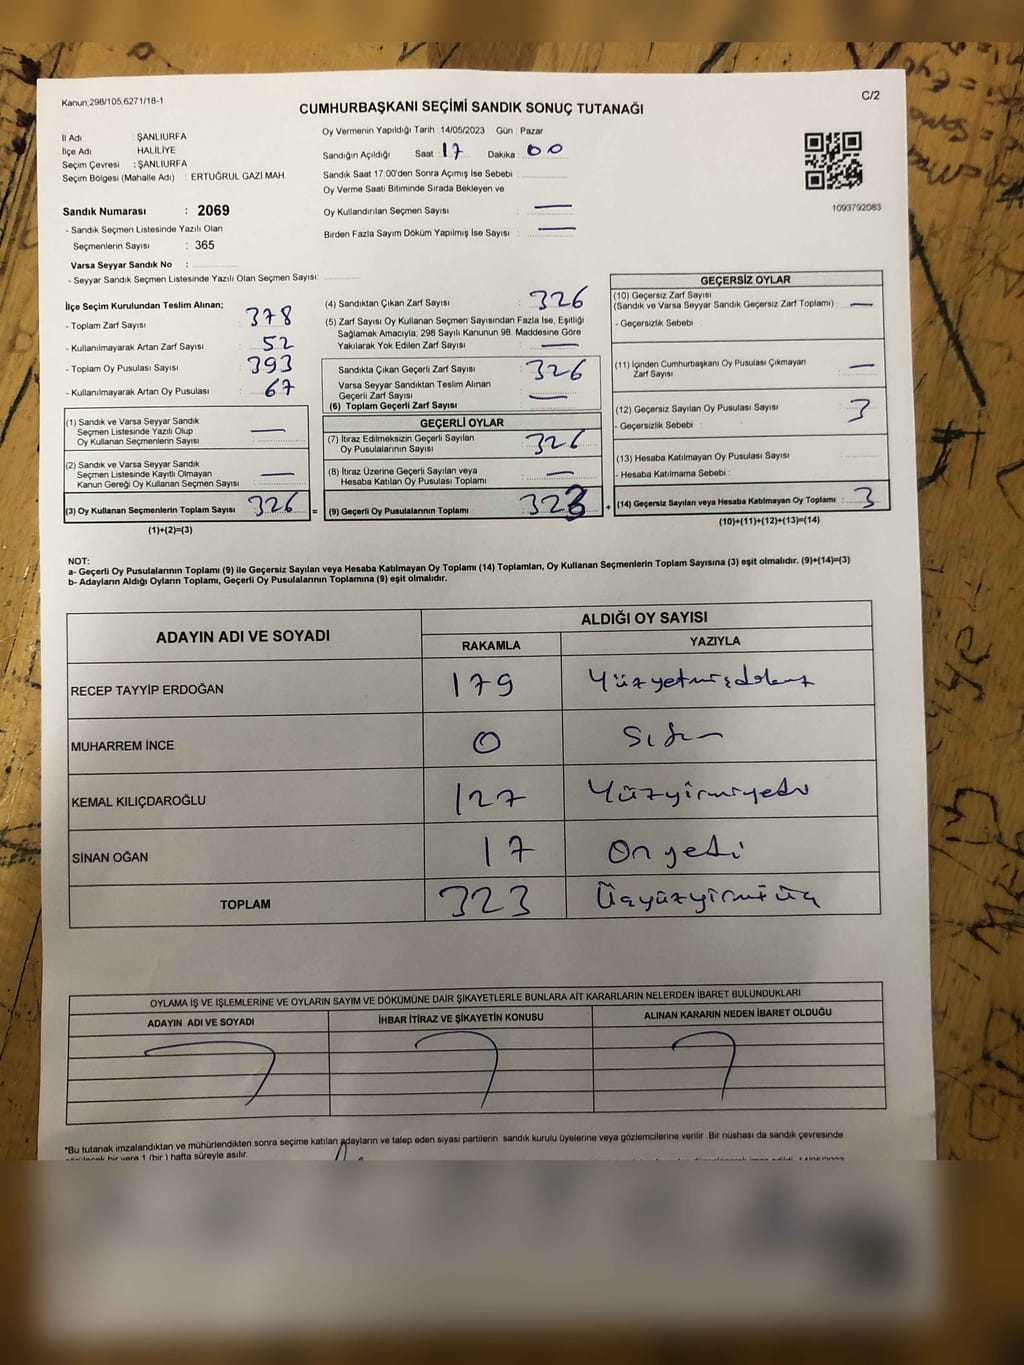 Kanun,298/105,6271/18-1
C/2
CUMHURBAŞKANI SEÇİMİ SANDIK SONUÇ TUTANAĞI
İl Adı : ŞANLIURFA
İlçe Adı : HALİLİYE
Seçim Çevresi : ŞANLIURFA
Seçim Bölgesi (Mahalle Adı) : ERTUĞRUL GAZİ MAH
Oy Vermenin Yapıldığı Tarih :14/05/2023 Gün : Pazar
Sandığın Açıldığı Saat 17 Dakika : 00
Sandık Saat 17:00'den Sonra Açımış İse Sebebi :
Oy Verme Saati Bitiminde Sırada Bekleyen ve
Oy Kullandırılan Seçmen Sayısı : —
Birden Fazla Sayım Döküm Yapılmış İse Sayısı : —
1093792083
Sandık Numarası : 2069
- Sandık Seçmen Listesinde Yazılı Olan
Seçmenlerin Sayısı : 365
Varsa Seyyar Sandık No :
- Seyyar Sandık Seçmen Listesinde Yazılı Olan Seçmen Sayısı:
İlçe Seçim Kurulundan Teslim Alınan;
- Toplam Zarf Sayısı : 378
- Kullanılmayarak Artan Zarf Sayısı : 52
- Toplam Oy Pusulası Sayısı : 393
- Kullanılmayarak Artan Oy Pusulası : 67
(1) Sandık ve Varsa Seyyar Sandık
Seçmen Listesinde Yazılı Olup
Oy Kullanan Seçmenlerin Sayısı : —
(2) Sandık ve Varsa Seyyar Sandık
Seçmen Listesinde Kayıtlı Olmayan
Kanun Gereği Oy Kullanan Seçmen Sayısı : —
(3) Oy Kullanan Seçmenlerin Toplam Sayısı : 326
(1)+(2)=(3)
(4) Sandıktan Çıkan Zarf Sayısı : 326
(5) Zarf Sayısı Oy Kullanan Seçmen Sayısından Fazla İse, Eşitliği
Sağlamak Amacıyla; 298 Sayılı Kanunun 98. Maddesine Göre
Yakılarak Yok Edilen Zarf Sayısı : —
Sandıkta Çıkan Geçerli Zarf Sayısı : 326
Varsa Seyyar Sandıktan Teslim Alınan
Geçerli Zarf Sayısı : —
(6) Toplam Geçerli Zarf Sayısı
GEÇERLİ OYLAR
(7) İtiraz Edilmeksizin Geçerli Sayılan
Oy Pusulalarının Sayısı : 326
(8) İtiraz Üzerine Geçerli Sayılan veya
Hesaba Katılan Oy Pusulası Toplamı : —
= (9) Geçerli Oy Pusulalarının Toplamı : 323
GEÇERSİZ OYLAR
(10) Geçersiz Zarf Sayısı
(Sandık ve Varsa Seyyar Sandık Geçersiz Zarf Toplamı) : —
- Geçersizlik Sebebi :
(11) İçinden Cumhurbaşkanı Oy Pusulası Çıkmayan
Zarf Sayısı : —
(12) Geçersiz Sayılan Oy Pusulası Sayısı : 3
- Geçersizlik Sebebi :
(13) Hesaba Katılmayan Oy Pusulası Sayısı :
- Hesaba Katılmama Sebebi :
+ (14) Geçersiz Sayılan veya Hesaba Katılmayan Oy Toplamı : 3
(10)+(11)+(12)+(13)=(14)
NOT:
a- Geçerli Oy Pusulalarının Toplamı (9) ile Geçersiz Sayılan veya Hesaba Katılmayan Oy Toplamı (14) Toplamları, Oy Kullanan Seçmenlerin Toplam Sayısına (3) eşit olmalıdır. (9)+(14)=(3)
b- Adayların Aldığı Oyların Toplamı, Geçerli Oy Pusulalarının Toplamına (9) eşit olmalıdır.
ADAYIN ADI VE SOYADI ALDIĞI OY SAYISI
RAKAMLA YAZIYLA
RECEP TAYYİP ERDOĞAN 179 Yüzyetmişdokuz
MUHARREM İNCE 0 Sıfır
KEMAL KILIÇDAROĞLU 127 Yüzyirmiyedi
SİNAN OĞAN 17 Onyedi
TOPLAM 323 Üçyüzyirmiüç
OYLAMA İŞ VE İŞLEMLERİNE VE OYLARIN SAYIM VE DÖKÜMÜNE DAİR ŞİKAYETLERLE BUNLARA AİT KARARLARIN NELERDEN İBARET BULUNDUKLARI
ADAYIN ADI VE SOYADI İHBAR İTİRAZ VE ŞİKAYETİN KONUSU ALINAN KARARIN NEDEN İBARET OLDUĞU
*Bu tutanak imzalandıktan ve mühürlendikten sonra seçime katılan adayların ve talep eden siyasi partilerin sandık kurulu üyelerine veya gözlemcilerine verilir. Bir nüshası da sandık çevresinde
bir yere 1 (bir) hafta süreyle asılır.